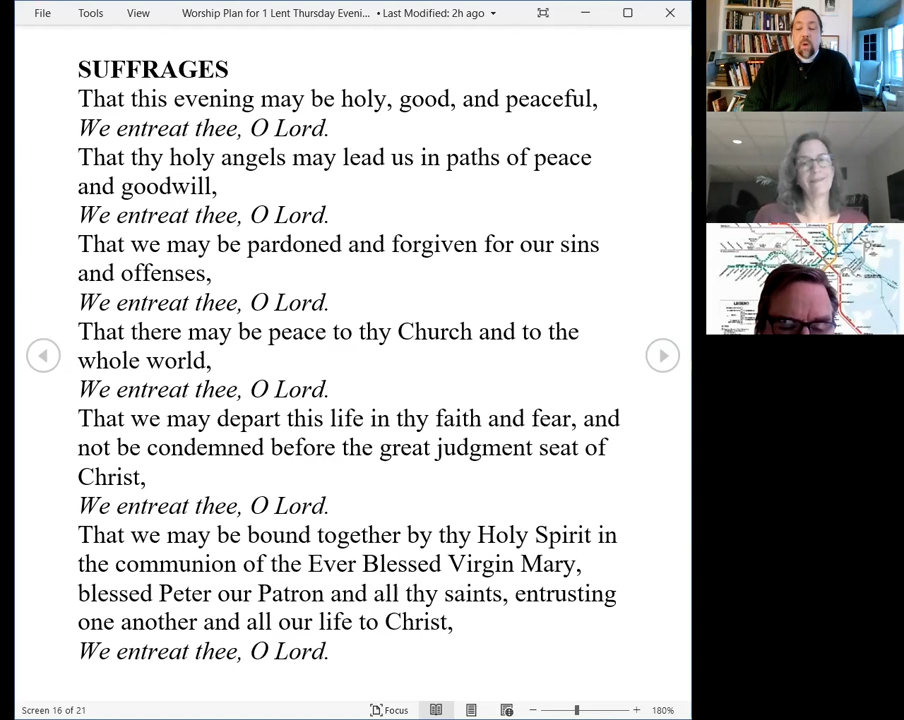 File Tools View Worship Plan for 1 Lent Thursday Eveni... • Last Modified: 2h ago
SUFFRAGES
That this evening may be holy, good, and peaceful,
We entreat thee, O Lord.
That thy holy angels may lead us in paths of peace
and goodwill,
We entreat thee, O Lord.
That we may be pardoned and forgiven for our sins
and offenses,
We entreat thee, O Lord.
That there may be peace to thy Church and to the
whole world,
We entreat thee, O Lord.
That we may depart this life in thy faith and fear, and
not be condemned before the great judgment seat of
Christ,
We entreat thee, O Lord.
That we may be bound together by thy Holy Spirit in
the communion of the Ever Blessed Virgin Mary,
blessed Peter our Patron and all thy saints, entrusting
one another and all our life to Christ,
We entreat thee, O Lord.
Screen 16 of 21 Focus 180%
LEGEND